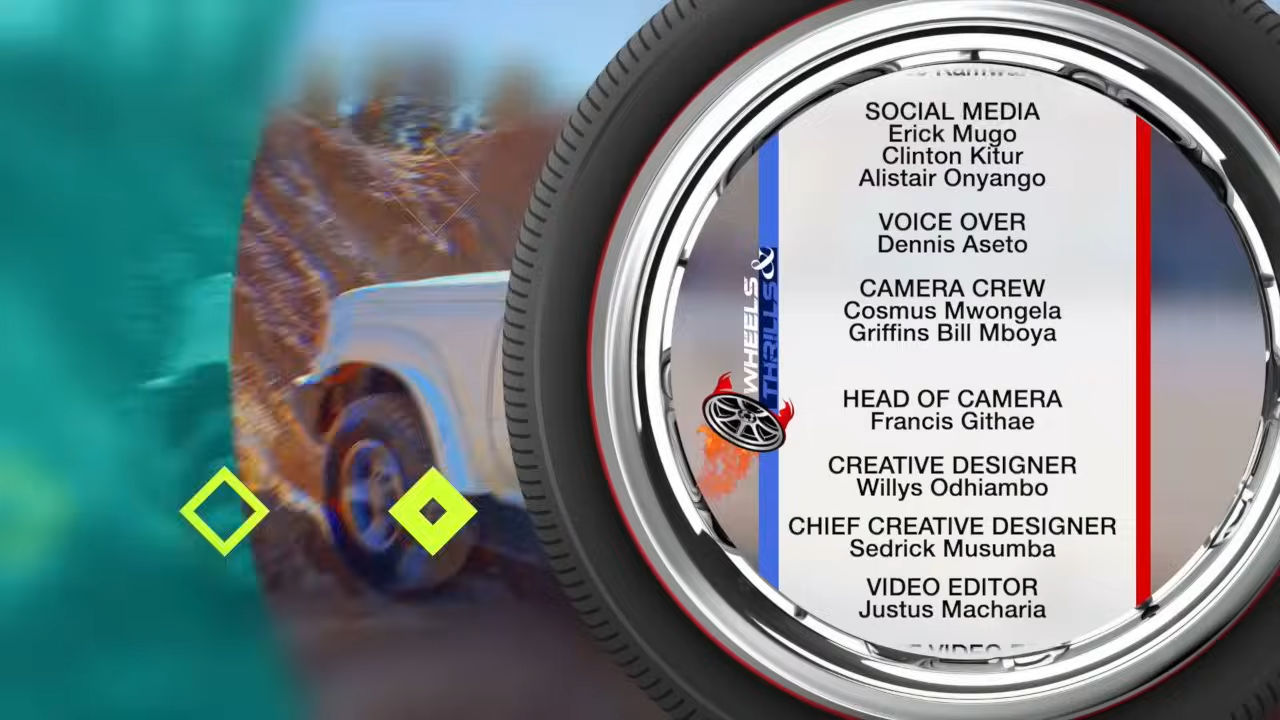 SOCIAL MEDIA
Erick Mugo
Clinton Kitur
Alistair Onyango
VOICE OVER
Dennis Aseto
CAMERA CREW
Cosmus Mwongela
Griffins Bill Mboya
HEAD OF CAMERA
Francis Githae
CREATIVE DESIGNER
Willys Odhiambo
CHIEF CREATIVE DESIGNER
Sedrick Musumba
VIDEO EDITOR
Justus Macharia
VIDEO
WHEELS &
THRILLS